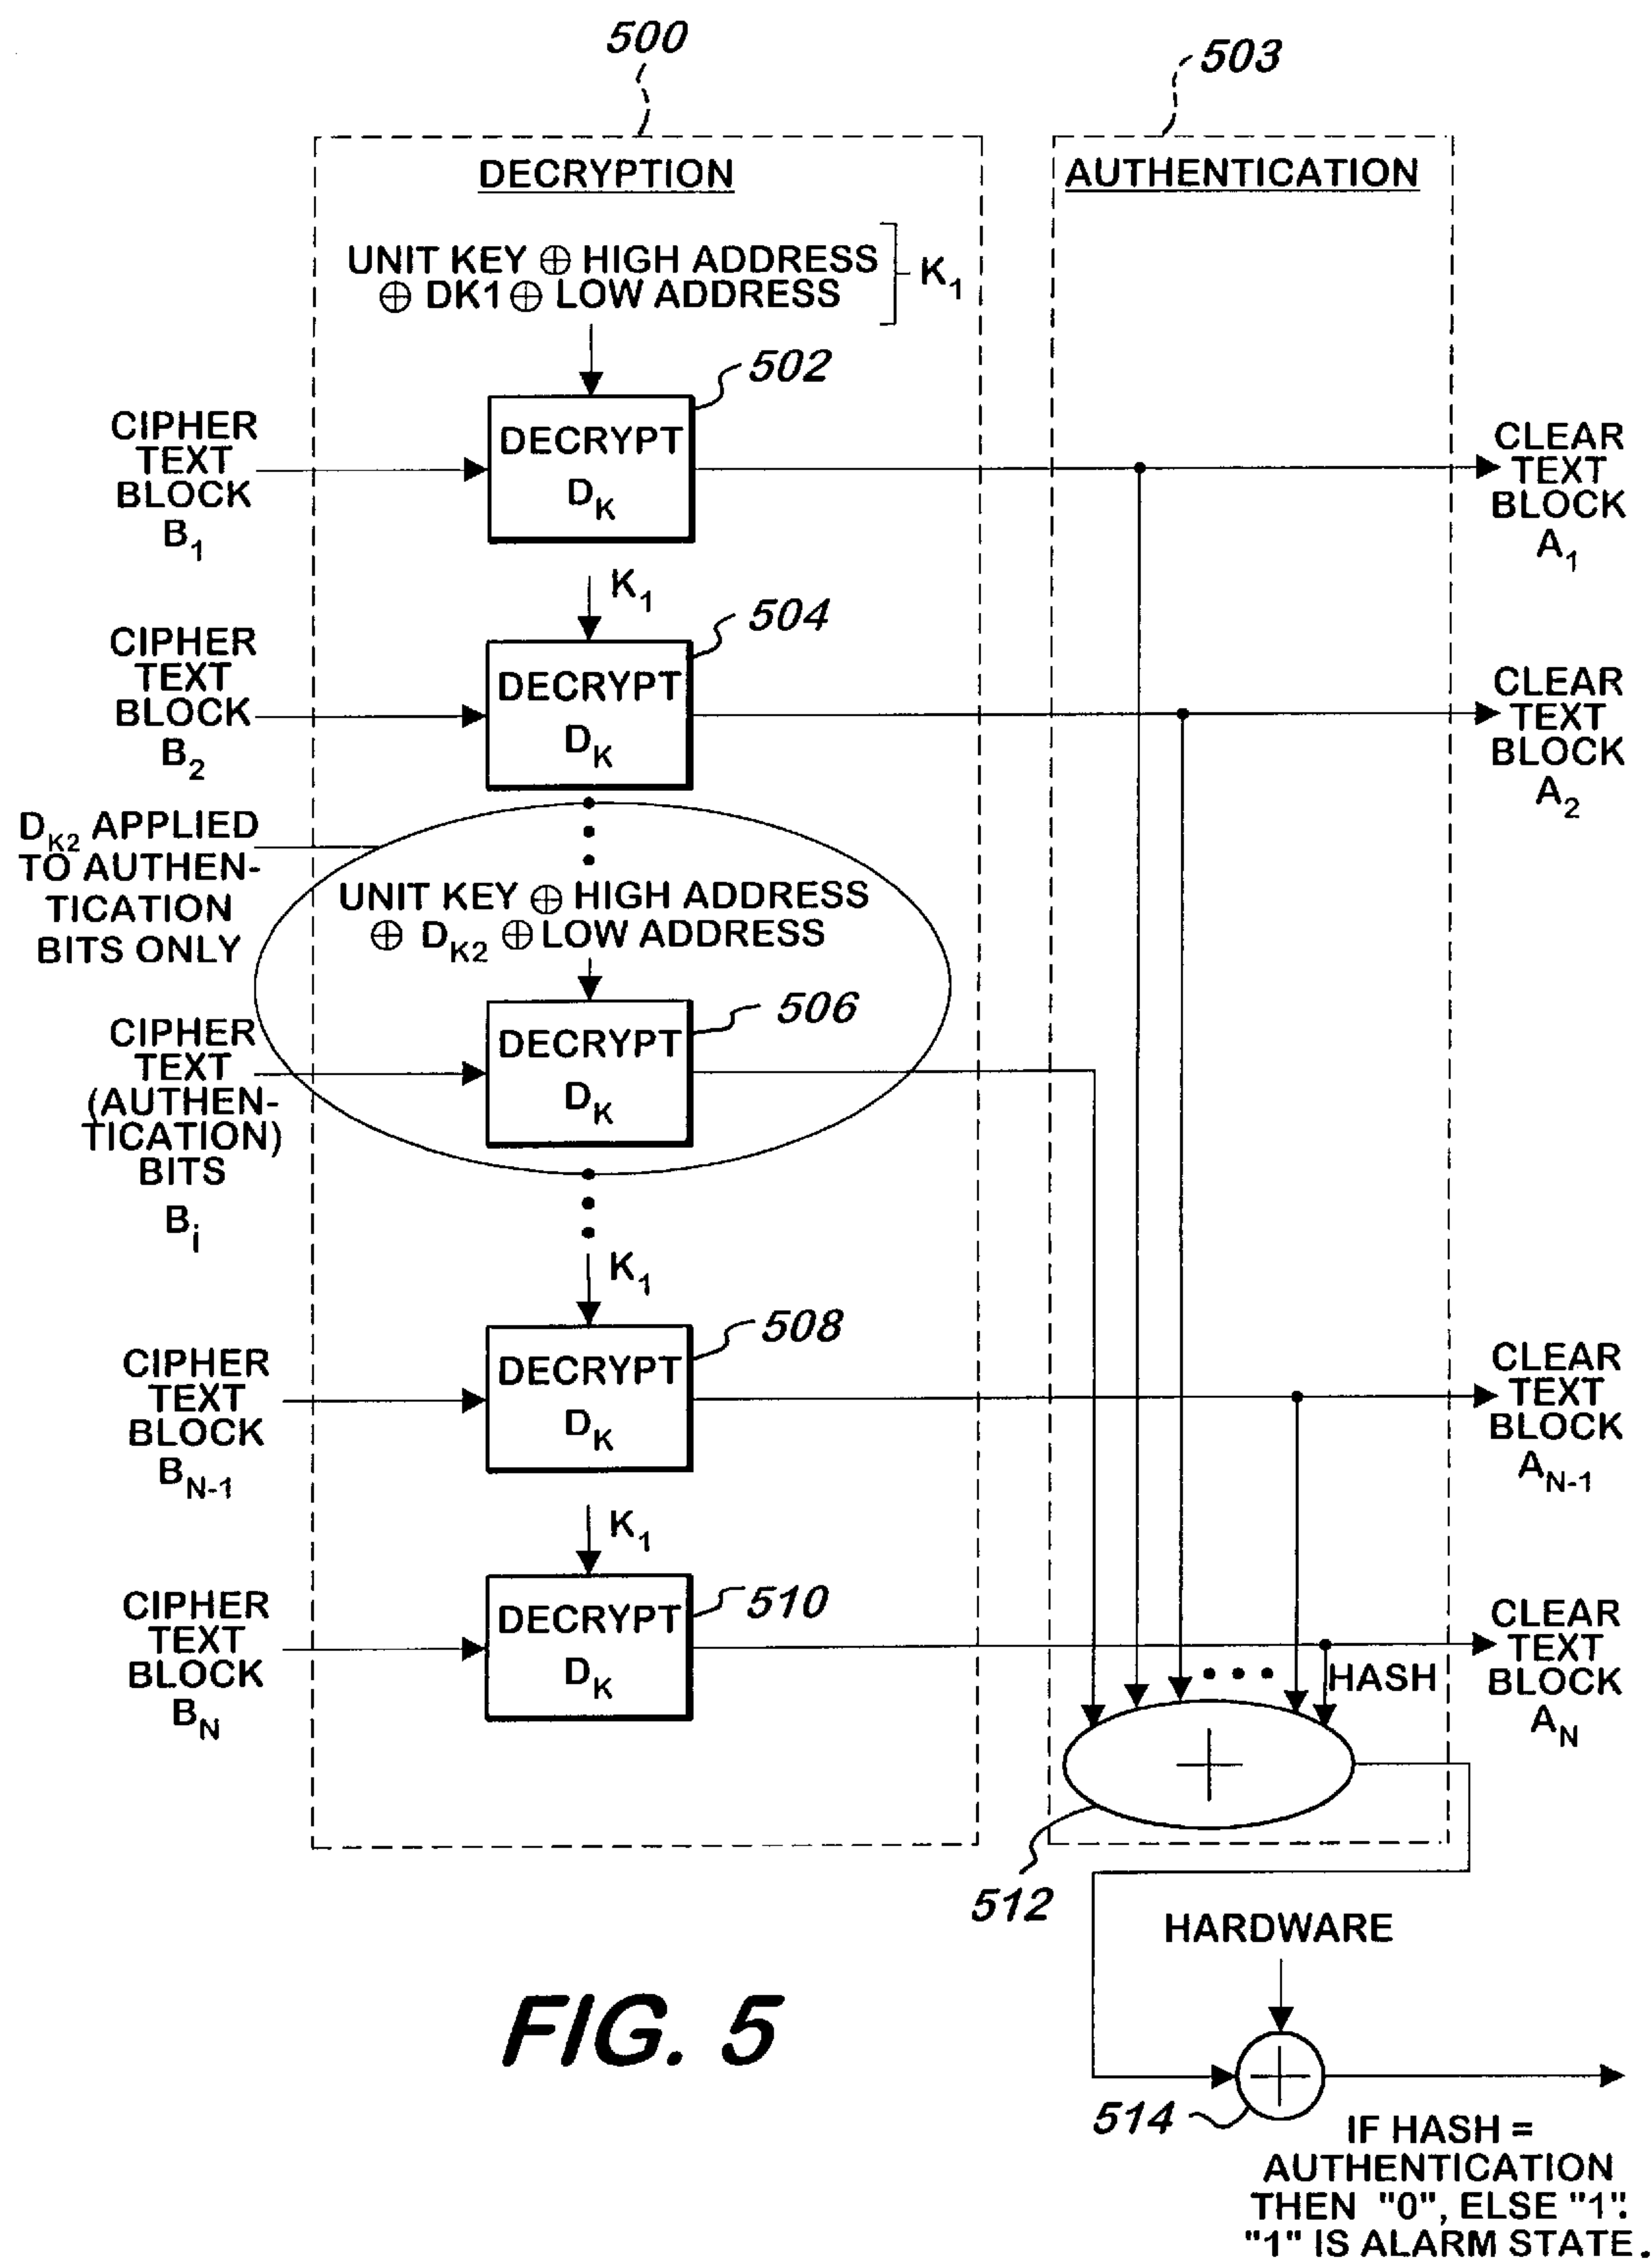 500
503
DECRYPTION
AUTHENTICATION
UNIT KEY ⊕ HIGH ADDRESS
⊕ DK1 ⊕ LOW ADDRESS
K1
502
CIPHER
TEXT
BLOCK
B1
DECRYPT
DK
CLEAR
TEXT
BLOCK
A1
K1
504
CIPHER
TEXT
BLOCK
B2
DECRYPT
DK
CLEAR
TEXT
BLOCK
A2
DK2 APPLIED
TO AUTHEN-
TICATION
BITS ONLY
UNIT KEY ⊕ HIGH ADDRESS
⊕ DK2 ⊕ LOW ADDRESS
506
CIPHER
TEXT
(AUTHEN-
TICATION)
BITS
Bi
DECRYPT
DK
K1
508
CIPHER
TEXT
BLOCK
BN-1
DECRYPT
DK
CLEAR
TEXT
BLOCK
AN-1
K1
510
CIPHER
TEXT
BLOCK
BN
DECRYPT
DK
HASH
CLEAR
TEXT
BLOCK
AN
512
HARDWARE
514
IF HASH =
AUTHENTICATION
THEN "0", ELSE "1".
"1" IS ALARM STATE.
FIG. 5